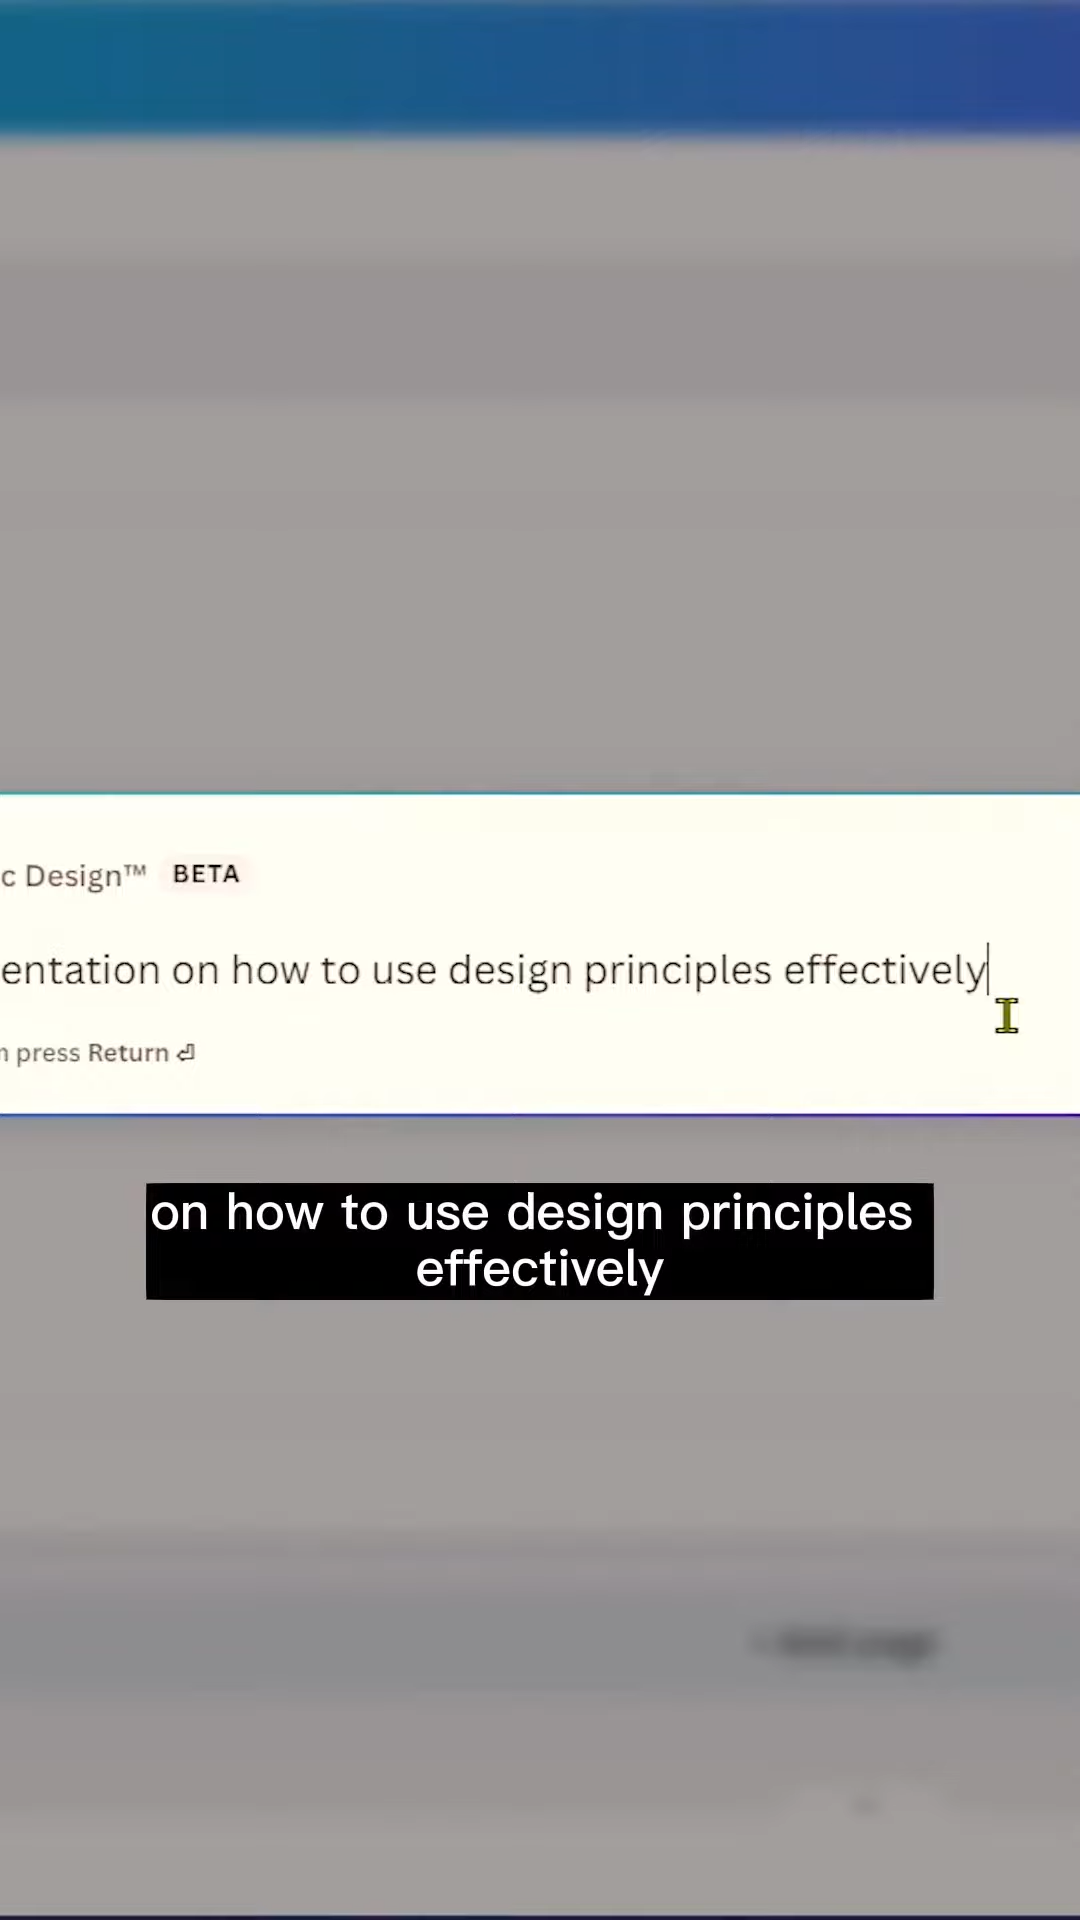 c Design™ BETA
entation on how to use design principles effectively
press Return ⏎
on how to use design principles
effectively